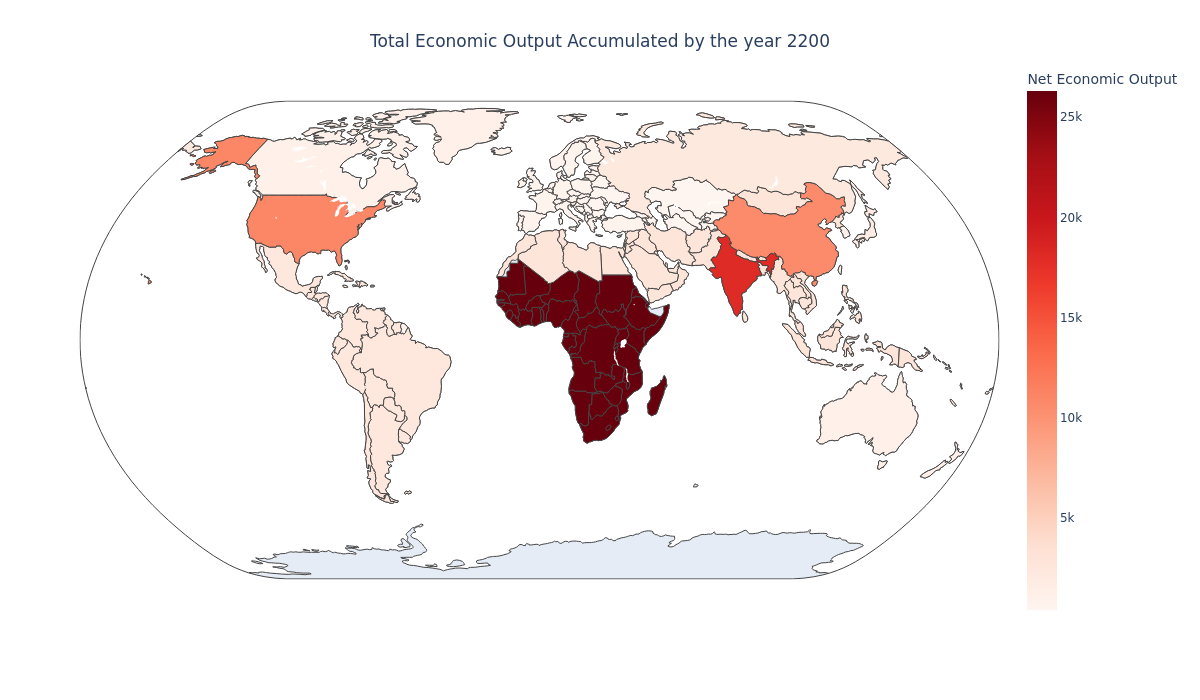 Total Economic Output Accumulated by the year 2200
Net Economic Output
25k
20k
15k
10k
5k